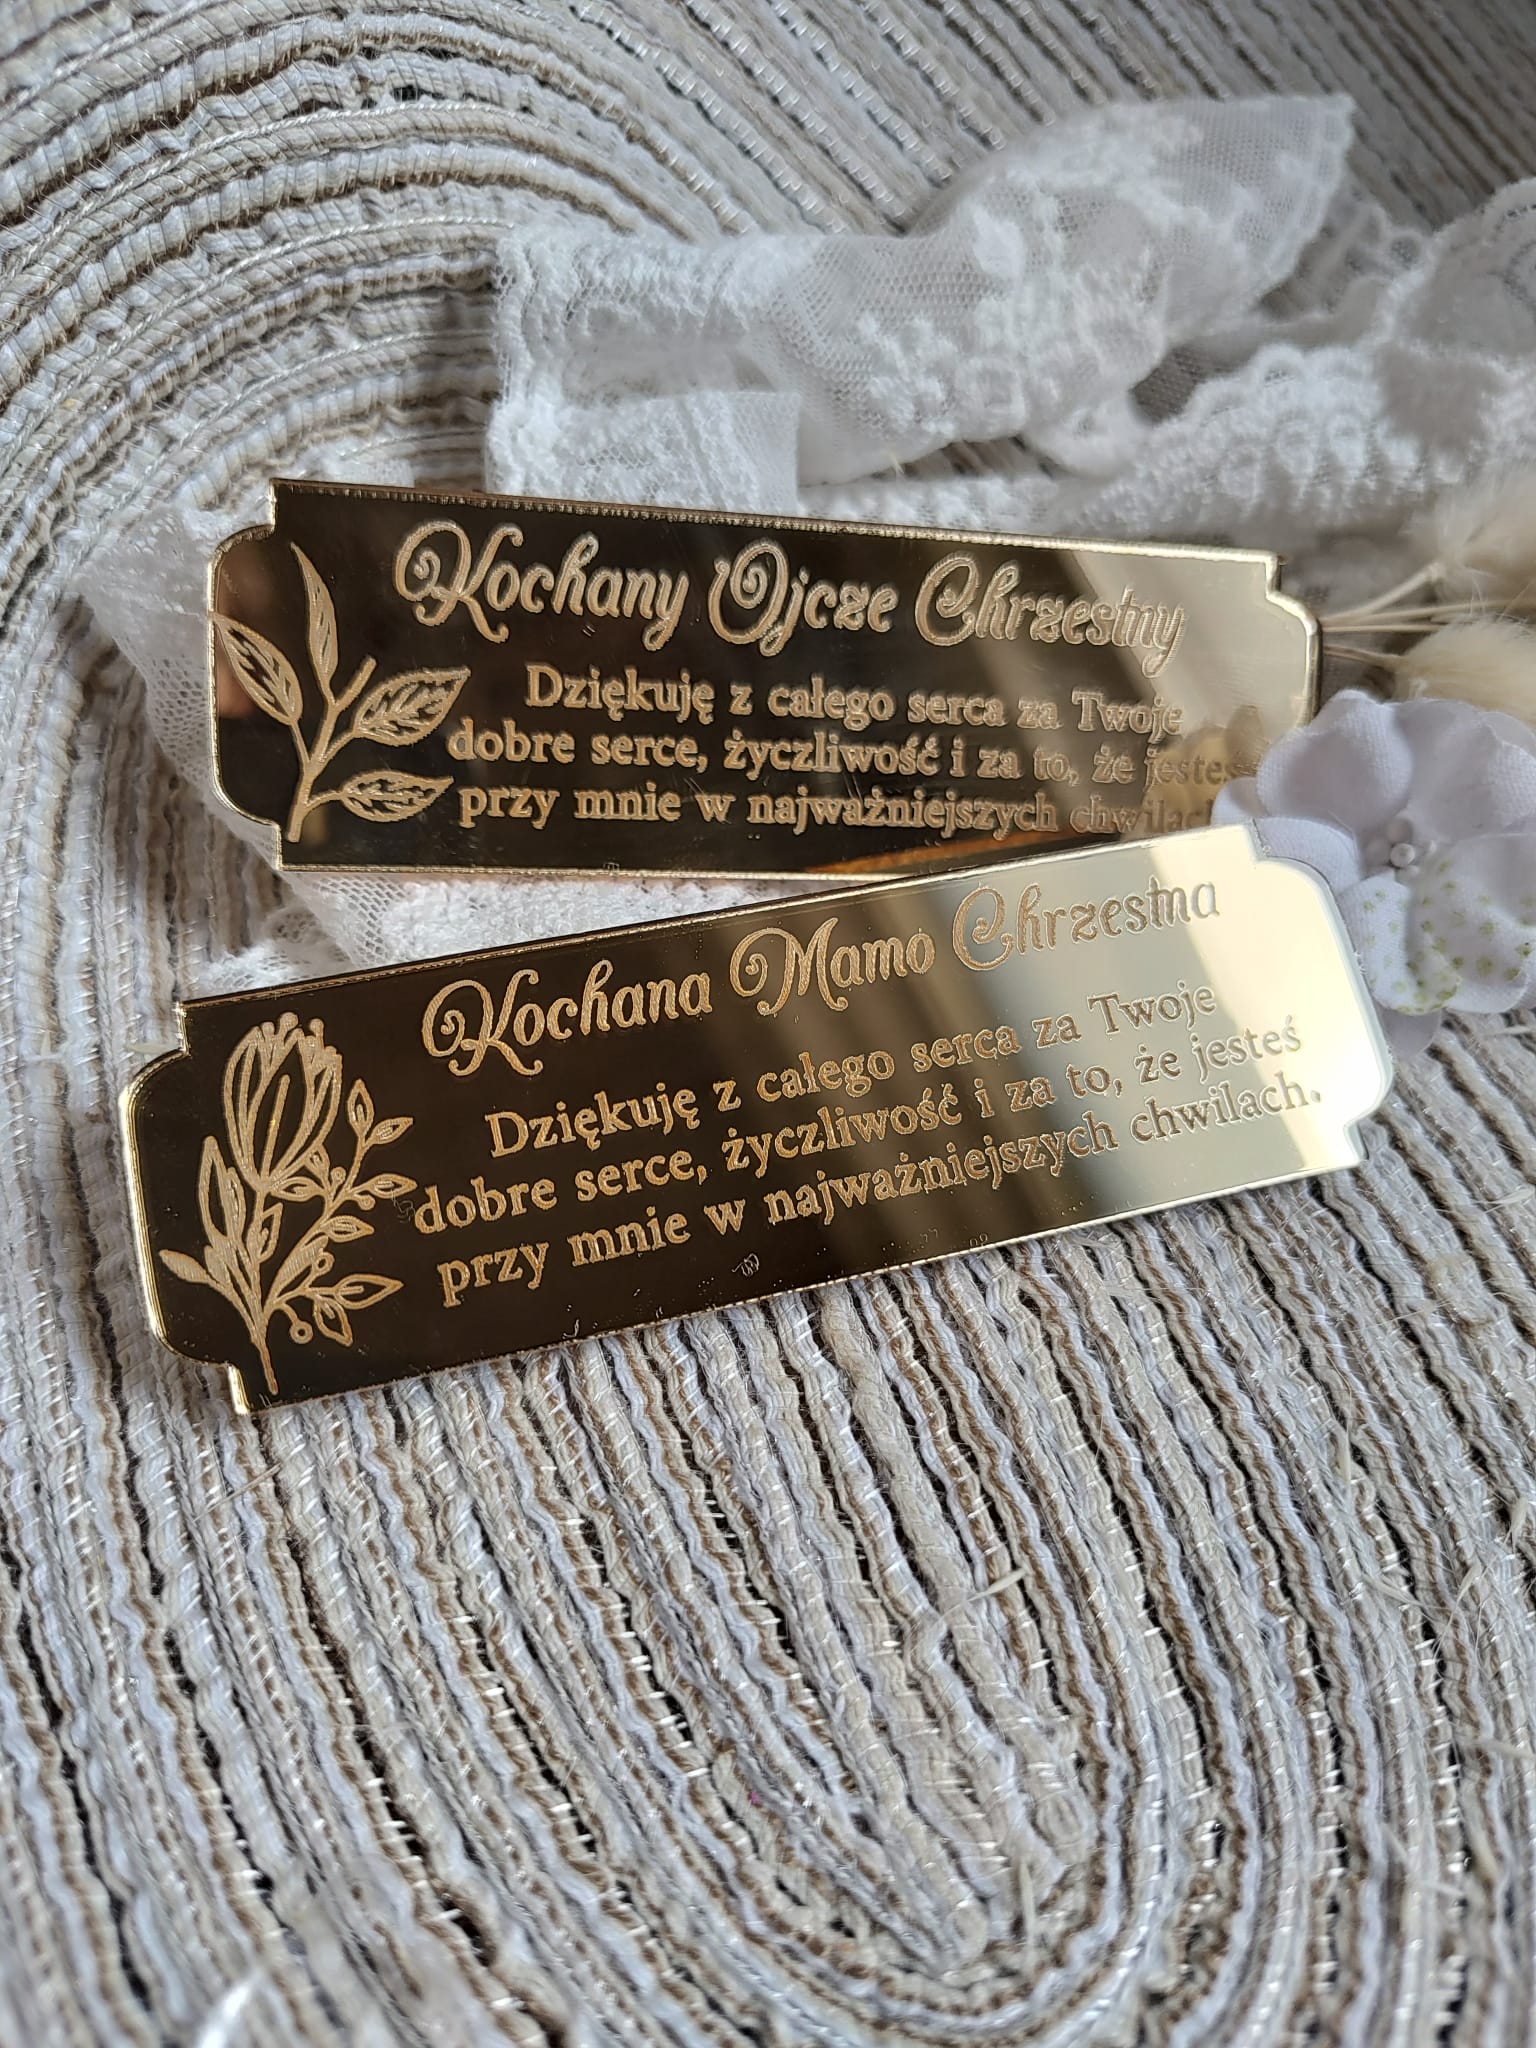 Kochany Ojcze Chrzestny
Dziękuję z całego serca za Twoje
dobre serce, życzliwość i za to, że jesteś
przy mnie w najważniejszych chwilach
Kochana Mamo Chrzestna
Dziękuję z całego serca za Twoje
dobre serce, życzliwość i za to, że jesteś
przy mnie w najważniejszych chwilach.